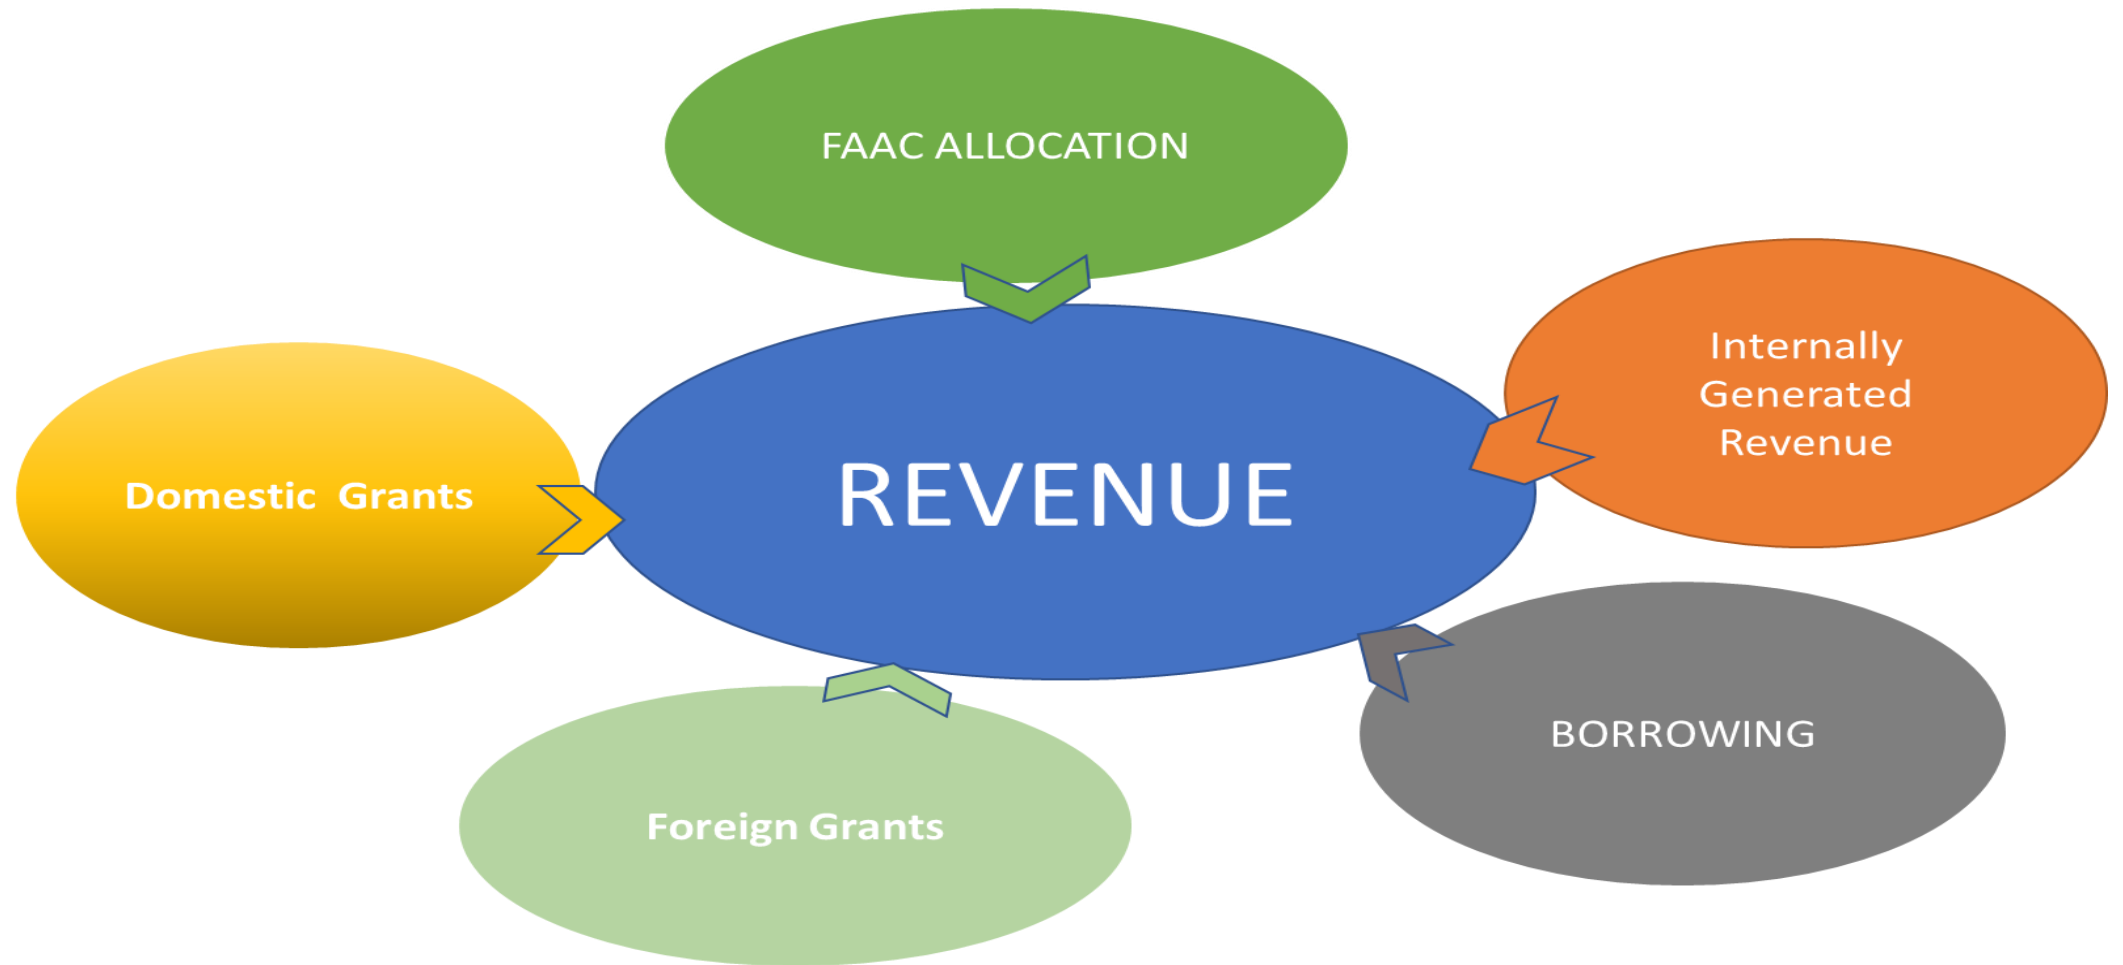 FAAC ALLOCATION
Internally
Generated
Revenue
REVENUE
Domestic  Grants
BORROWING
Foreign Grants